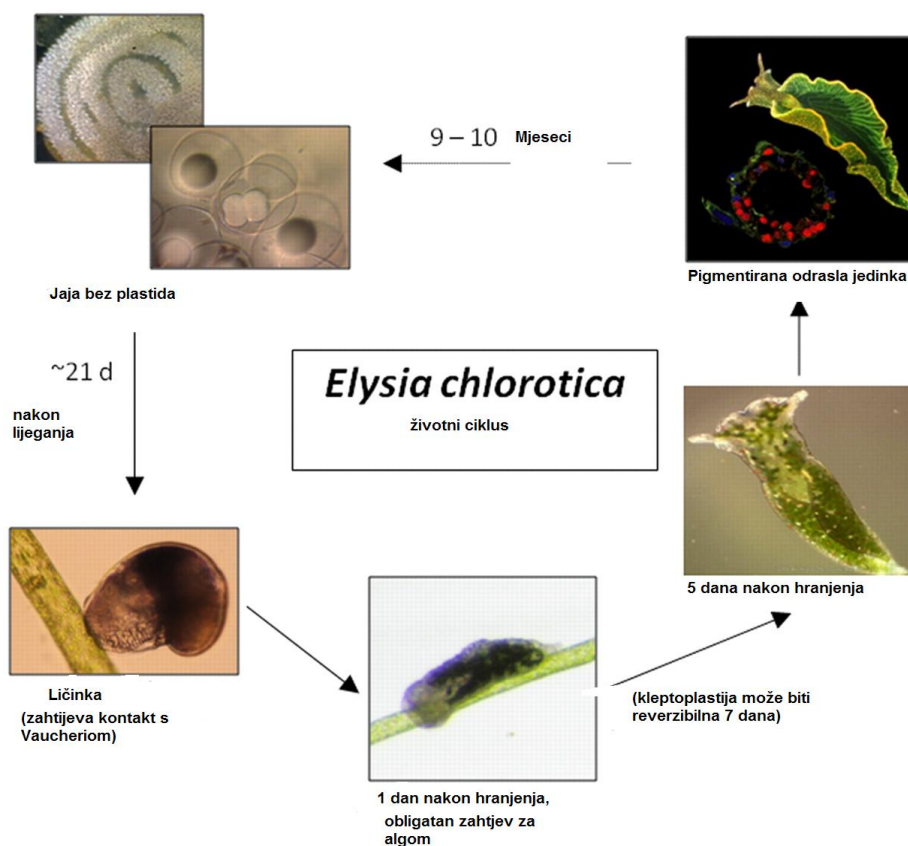 9 – 10 Mjeseci
Jaja bez plastida
Pigmentirana odrasla jedinka
~21 d
nakon
lijeganja
Elysia chlorotica
životni ciklus
5 dana nakon hranjenja
Ličinka
(zahtijeva kontakt s
Vaucheriom)
(kleptoplastija može biti
reverzibilna 7 dana)
1 dan nakon hranjenja,
obligatan zahtjev za
algom